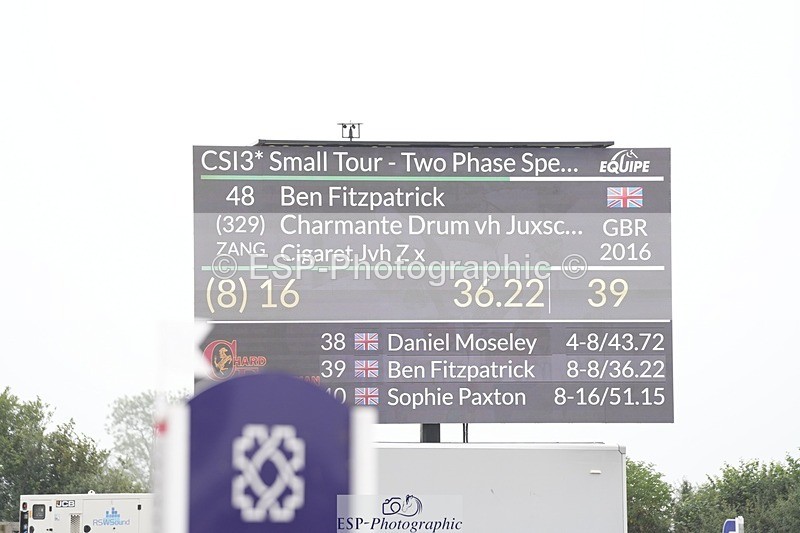 CSI3* Small Tour - Two Phase Spe... EQUIPE
48 Ben Fitzpatrick
(329) Charmante Drum vh Juxsc... GBR
ZANG Cigaret Jvh Z x 2016
© ESP-Photographic ©
(8) 16 36.22 39
38 Daniel Moseley 4-8/43.72
39 Ben Fitzpatrick 8-8/36.22
Sophie Paxton 8-16/51.15
JCB
RSWSound
ESP-Photographic